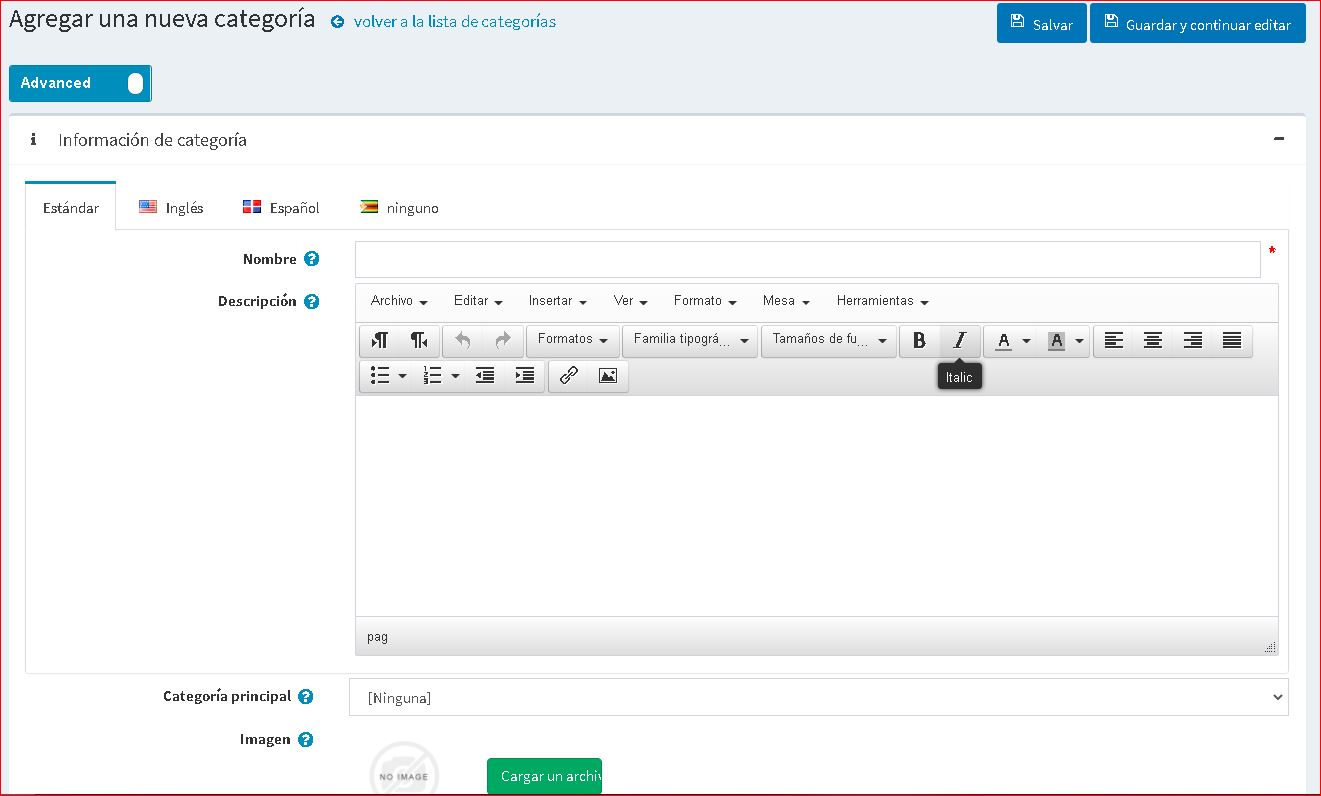 Agregar una nueva categoría volver a la lista de categorías
Salvar Guardar y continuar editar
Advanced
Información de categoría
Estándar Inglés Español ninguno
Nombre *
Descripción
Archivo Editar Insertar Ver Formato Mesa Herramientas
Formatos Familia tipográ... Tamaños de fu... B I A A
Italic
pag
Categoría principal [Ninguna]
Imagen
NO IMAGE
Cargar un archiv